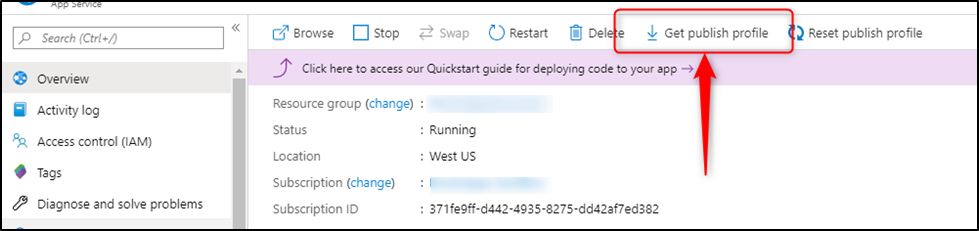 App Service
Search (Ctrl+/)
Overview
Activity log
Access control (IAM)
Tags
Diagnose and solve problems
Browse Stop Swap Restart Delete Get publish profile Reset publish profile
Click here to access our Quickstart guide for deploying code to your app →
Resource group (change) :
Status : Running
Location : West US
Subscription (change) :
Subscription ID : 371fe9ff-d442-4935-8275-dd42af7ed382